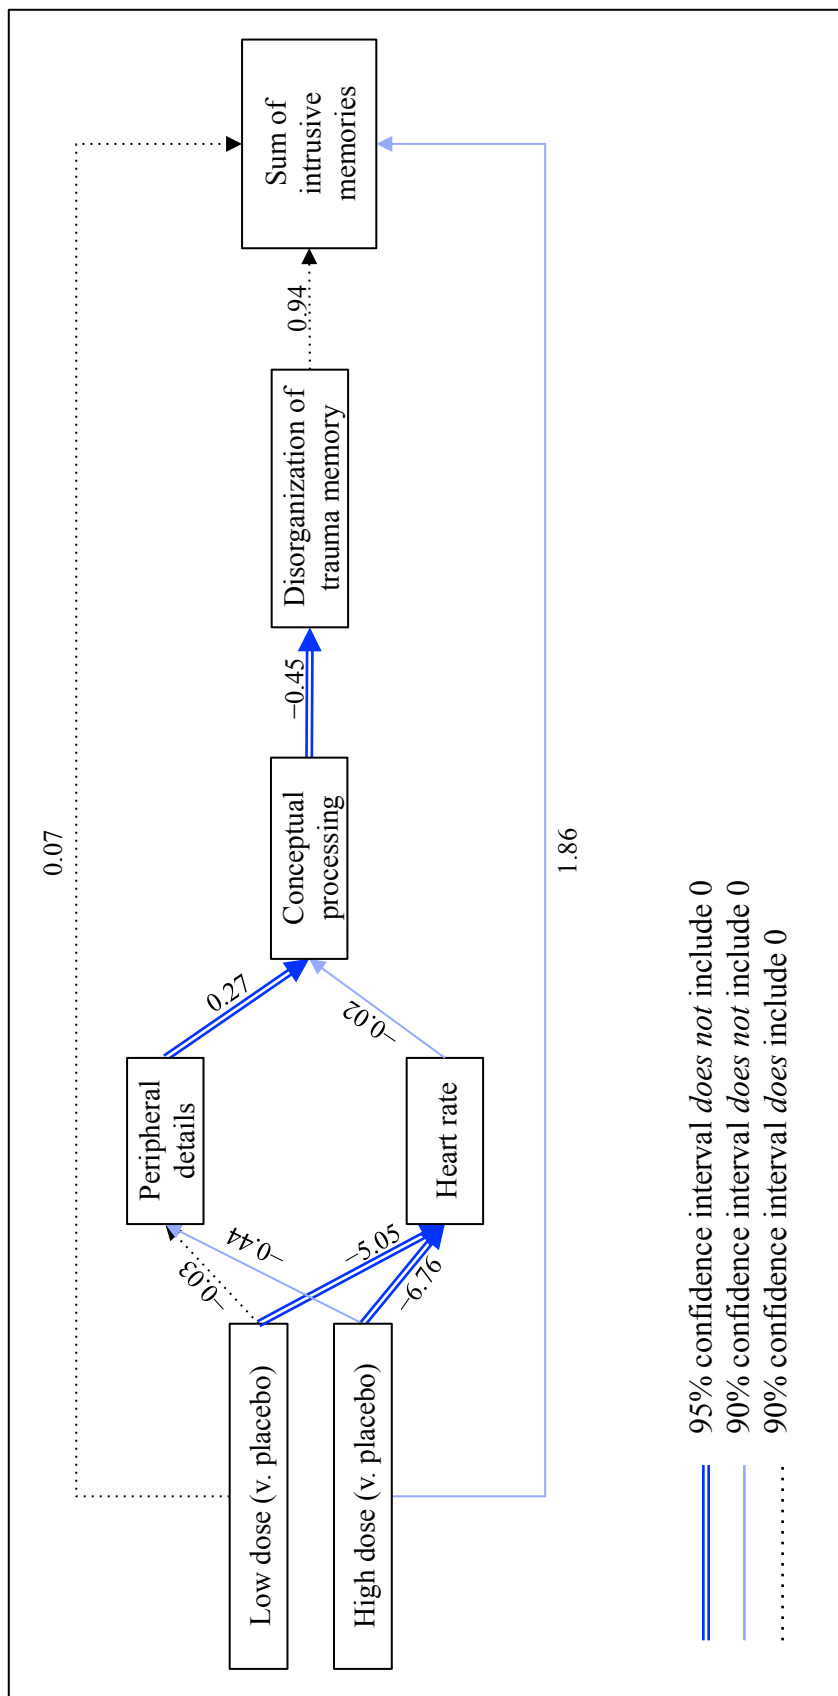 0.07
Low dose (v. placebo)
High dose (v. placebo)
−0.03
−0.44
−5.05
−6.76
Peripheral
details
Heart rate
0.27
−0.02
Conceptual
processing
−0.45
Disorganization of
trauma memory
0.94
Sum of
intrusive
memories
1.86
95% confidence interval does not include 0
90% confidence interval does not include 0
90% confidence interval does include 0